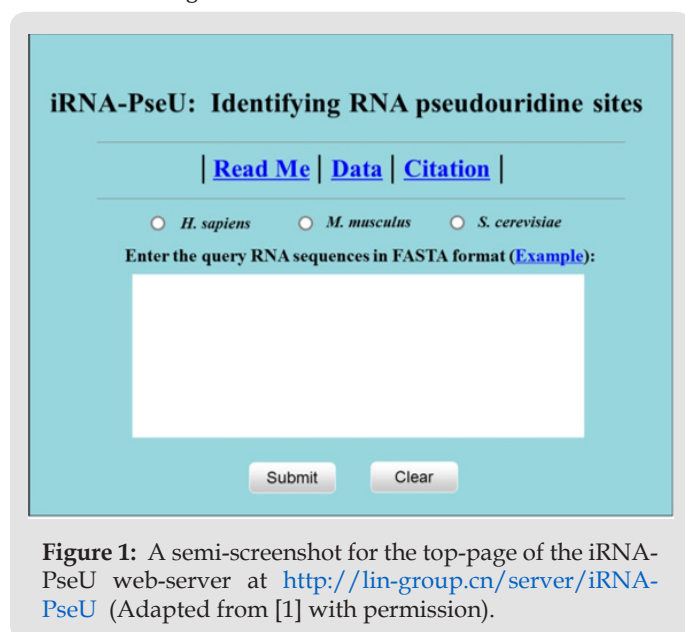 iRNA-PseU: Identifying RNA pseudouridine sites
| Read Me | Data | Citation |
H. sapiens M. musculus S. cerevisiae
Enter the query RNA sequences in FASTA format (Example):
Submit Clear
Figure 1: A semi-screenshot for the top-page of the iRNA-
PseU web-server at http://lin-group.cn/server/iRNA-
PseU (Adapted from [1] with permission).